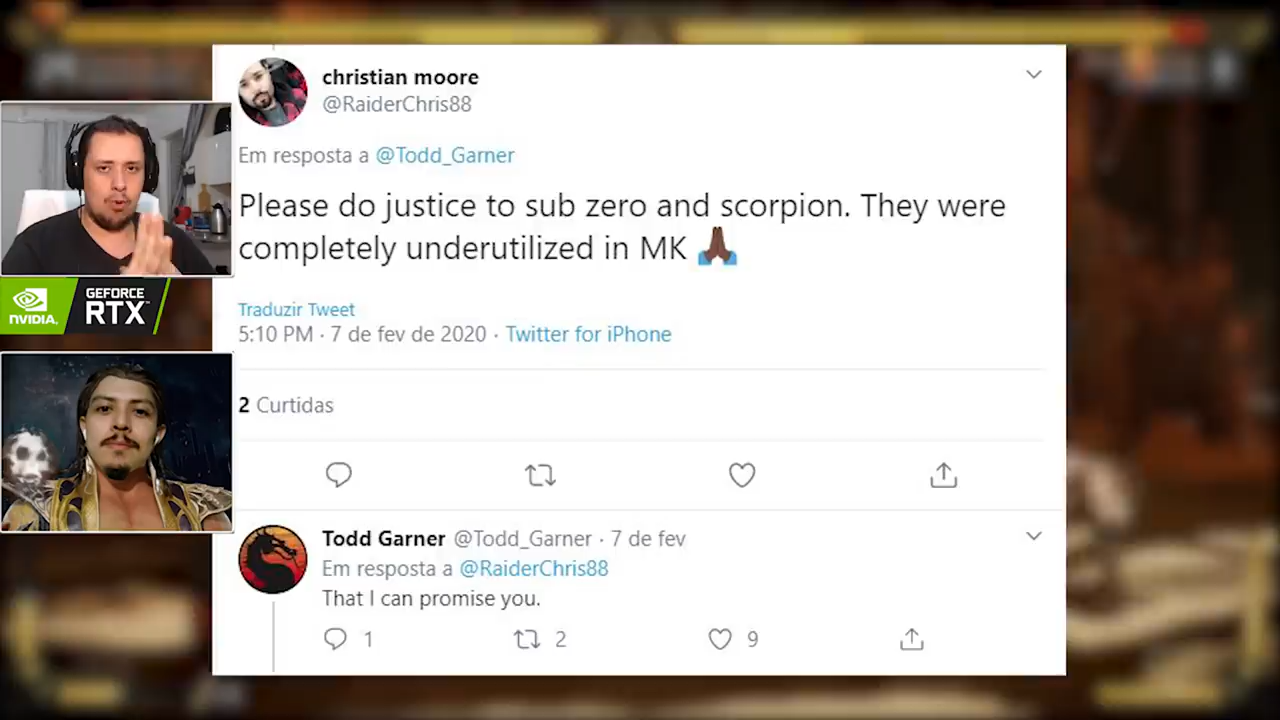 christian moore
@RaiderChris88
Em resposta a @Todd_Garner
Please do justice to sub zero and scorpion. They were
completely underutilized in MK 🙏🏾
Traduzir Tweet
5:10 PM · 7 de fev de 2020 · Twitter for iPhone
2 Curtidas
Todd Garner @Todd_Garner · 7 de fev
Em resposta a @RaiderChris88
That I can promise you.
1 2 9
NVIDIA.
GEFORCE
RTX™